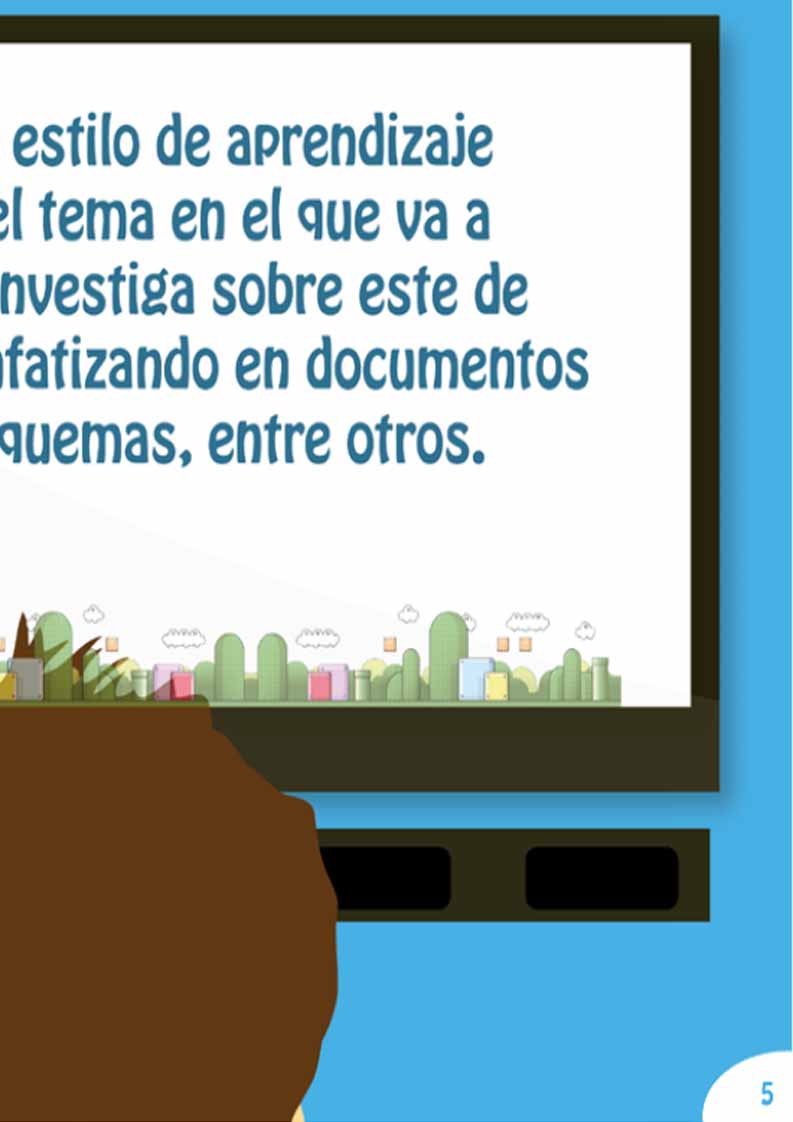 estilo de aprendizaje
el tema en el que va a
nvestiga sobre este de
nfatizando en documentos
quemas, entre otros.
5